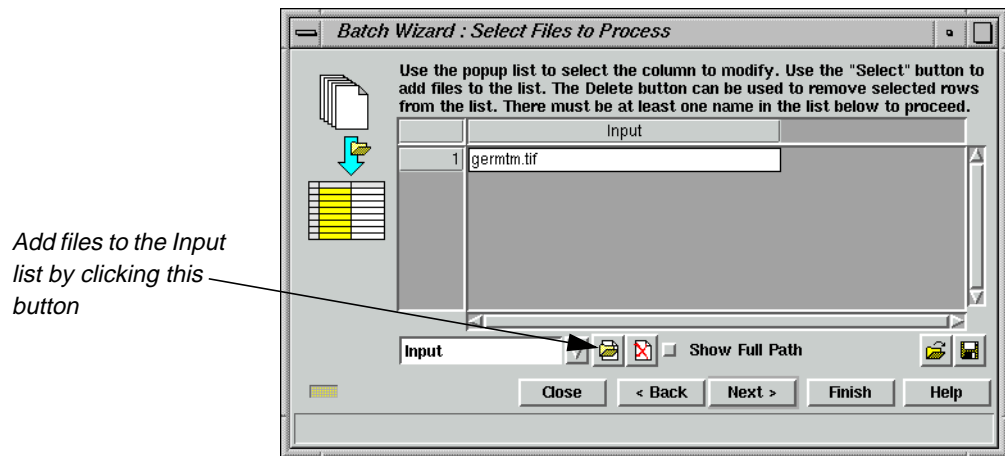 Batch Wizard : Select Files to Process
Use the popup list to select the column to modify. Use the "Select" button to
add files to the list. The Delete button can be used to remove selected rows
from the list. There must be at least one name in the list below to proceed.
Input
1 germtm.tif
Add files to the Input
list by clicking this
button
Input
Show Full Path
Close < Back Next > Finish Help